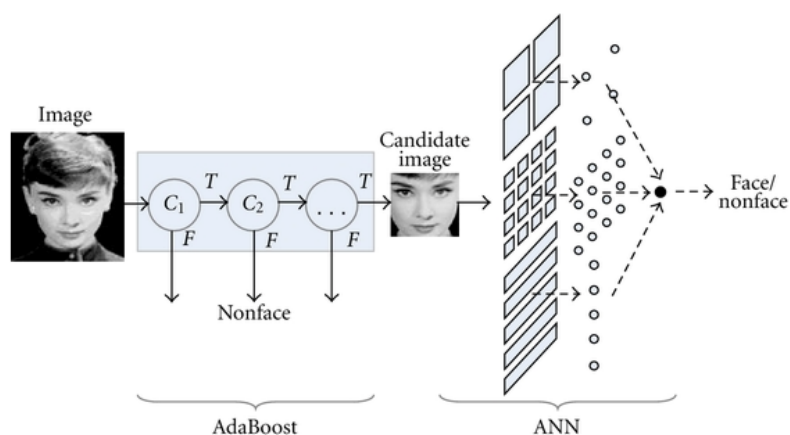 Image
Candidate
image
T
T
T
C₁
C₂
...
F
F
F
Nonface
Face/
nonface
AdaBoost
ANN